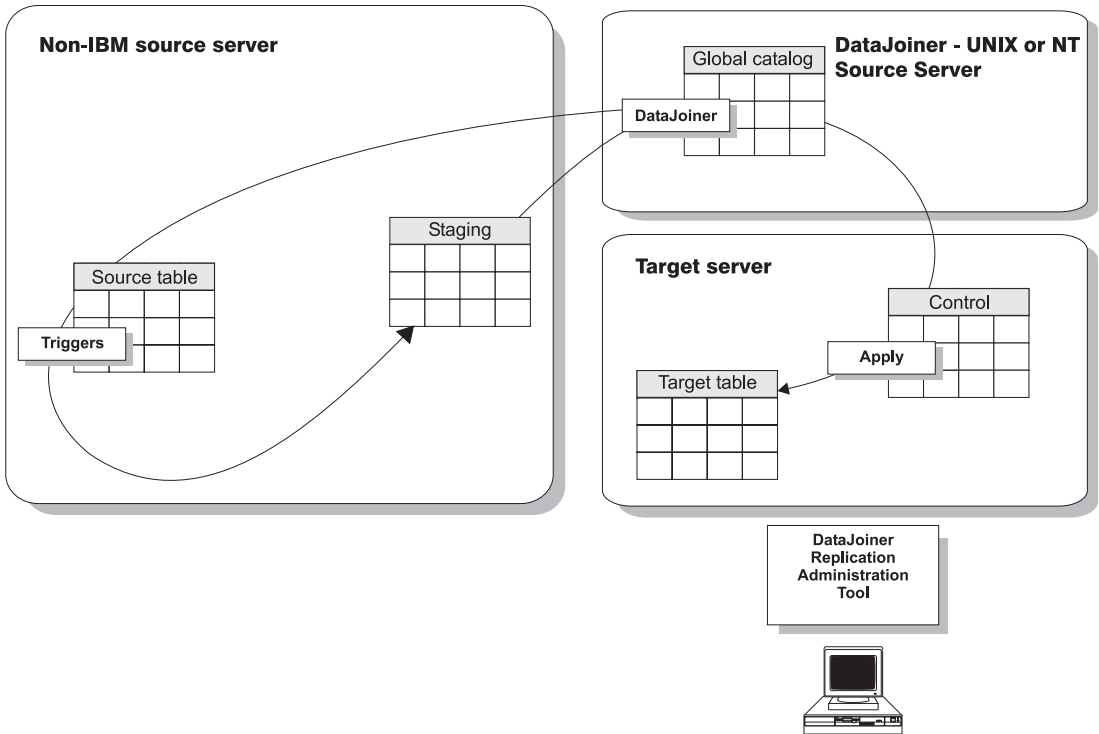 Non-IBM source server
Source table
Triggers
Staging
DataJoiner - UNIX or NT
Source Server
Global catalog
DataJoiner
Target server
Control
Apply
Target table
DataJoiner
Replication
Administration
Tool